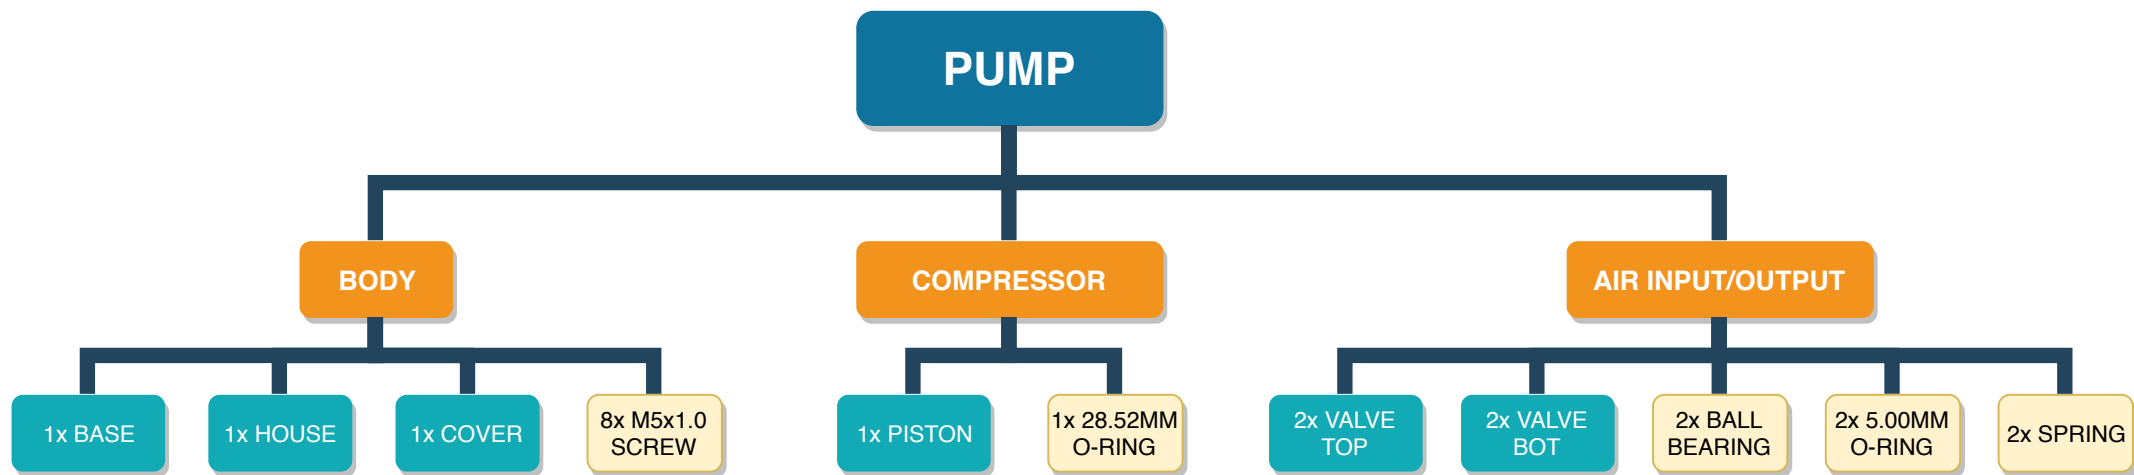 PUMP
BODY
COMPRESSOR
AIR INPUT/OUTPUT
1x BASE
1x HOUSE
1x COVER
8x M5x1.0
SCREW
1x PISTON
1x 28.52MM
O-RING
2x VALVE
TOP
2x VALVE
BOT
2x BALL
BEARING
2x 5.00MM
O-RING
2x SPRING